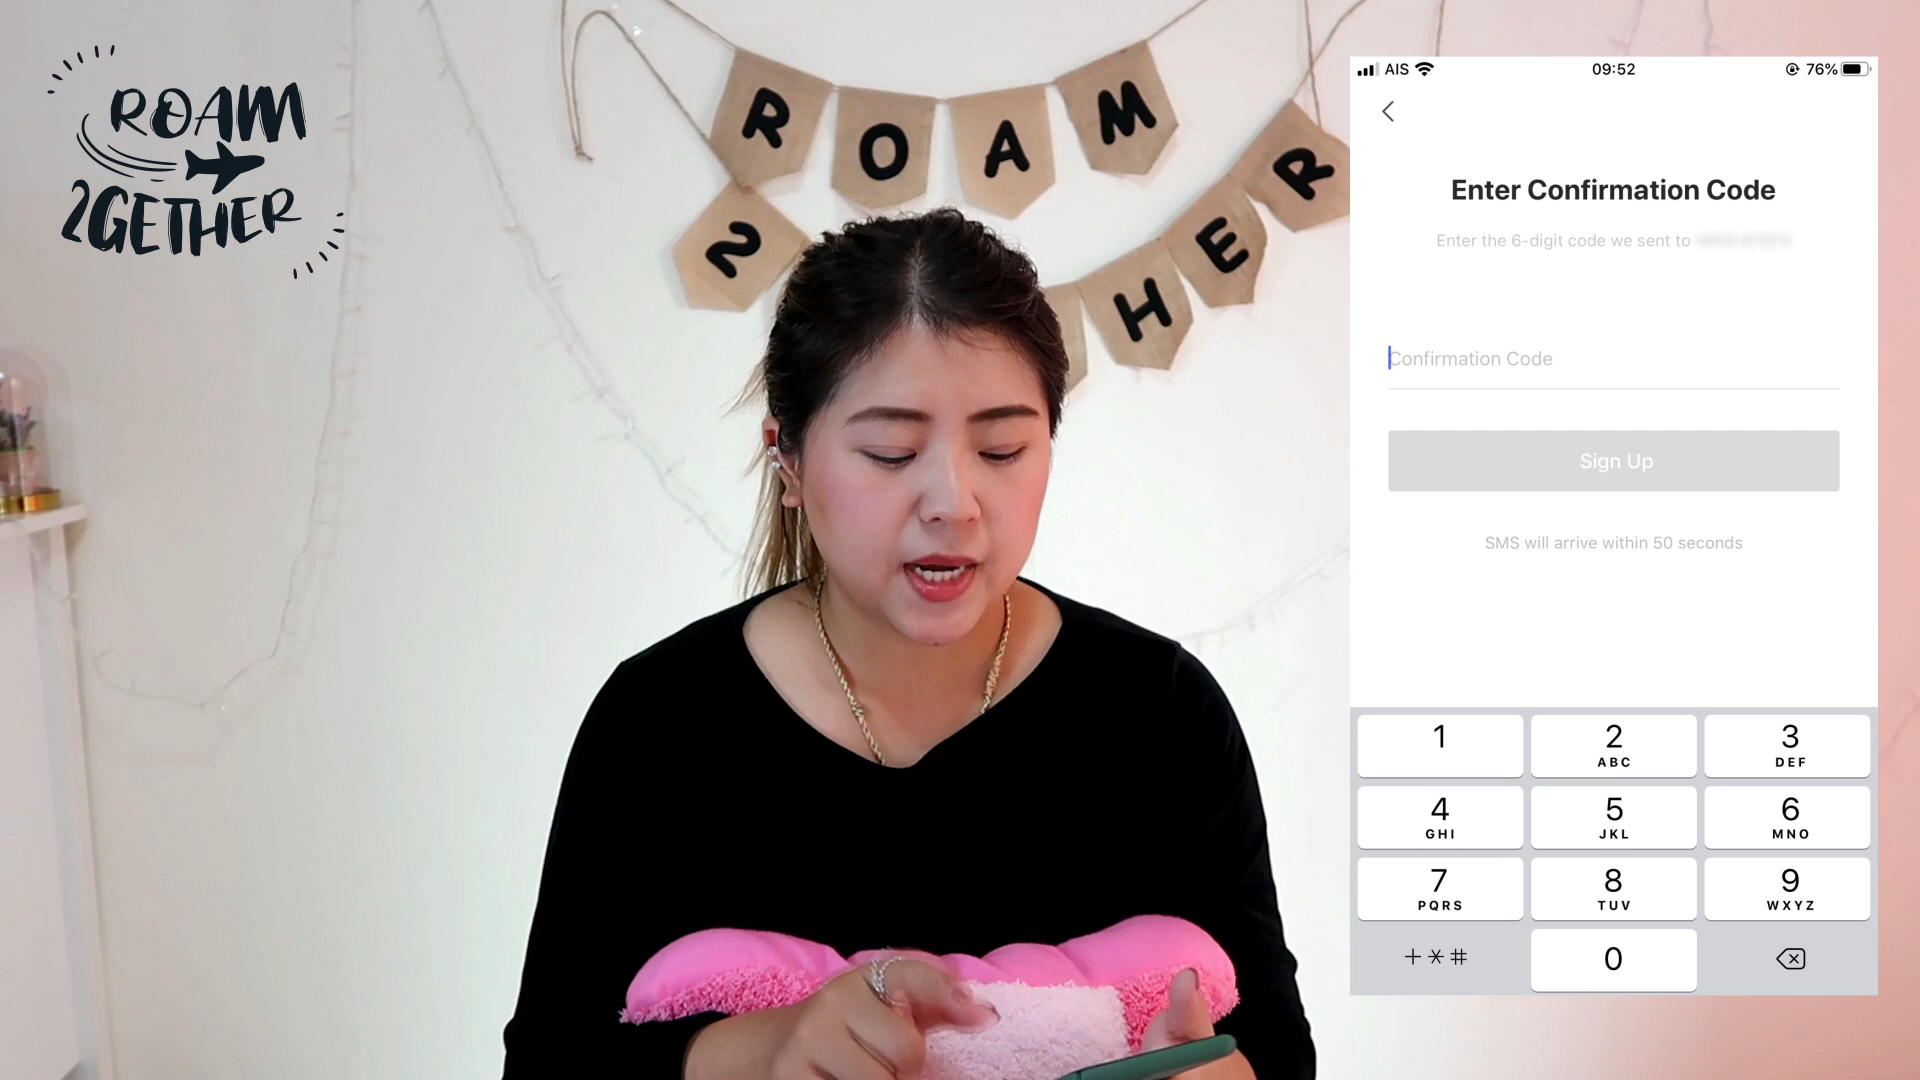 ROAM
2GETHER
R O A M
2
H E R
AIS 09:52 76%
Enter Confirmation Code
Enter the 6-digit code we sent to
Confirmation Code
Sign Up
SMS will arrive within 50 seconds
1 2 3
ABC DEF
4 5 6
GHI JKL MNO
7 8 9
PQRS TUV WXYZ
+*# 0